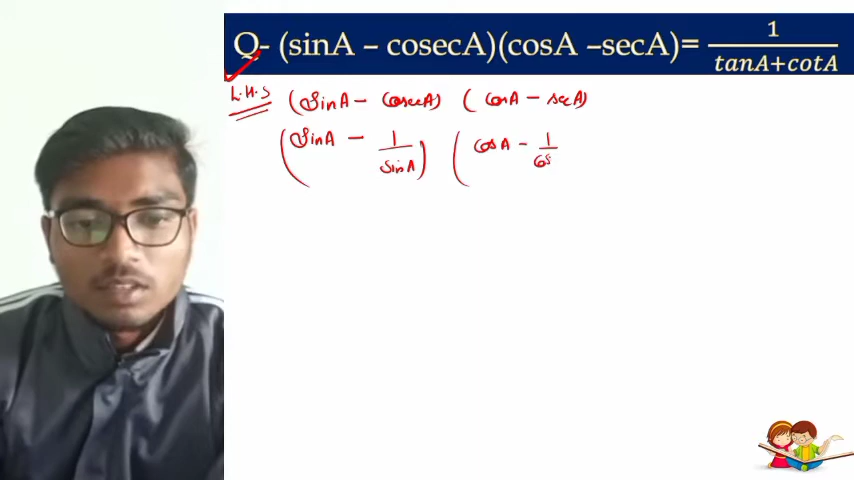 Q- (sinA – cosecA)(cosA –secA)= 1/(tanA+cotA)
L.H.S (SinA - CosecA) (CosA - secA)
(SinA - 1/SinA) (CosA - 1/Cos